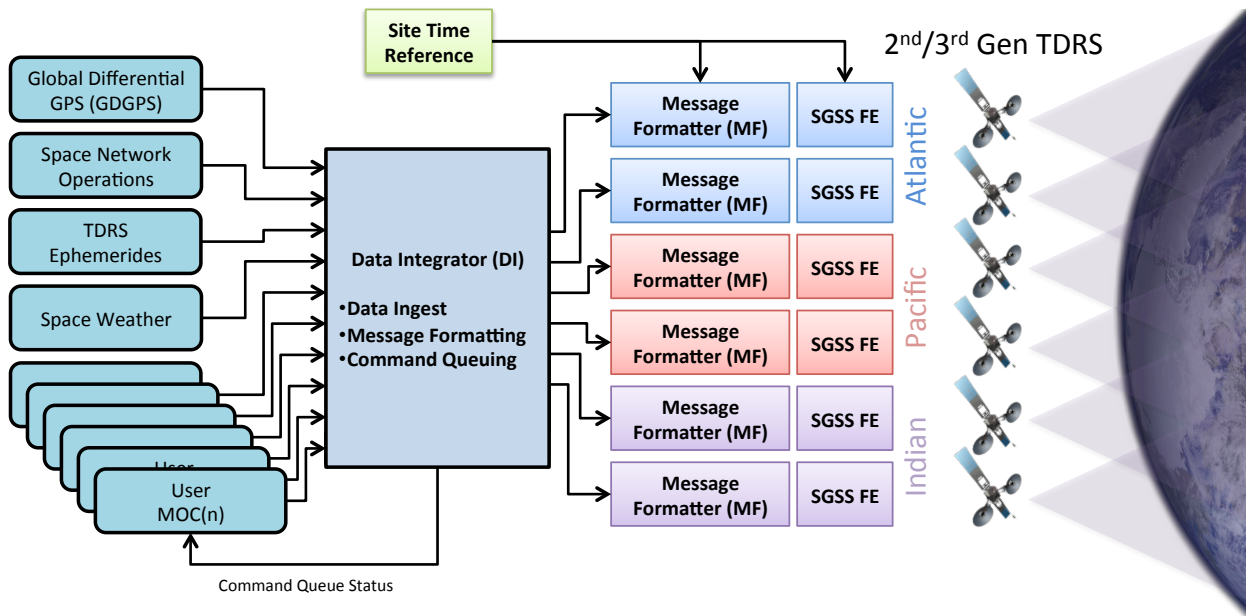 Site Time
Reference
2nd/3rd Gen TDRS
Global Differential
GPS (GDGPS)
Space Network
Operations
TDRS
Ephemerides
Space Weather
User
User
MOC(n)
Data Integrator (DI)
•Data Ingest
•Message Formatting
•Command Queuing
Command Queue Status
Message
Formatter (MF)
SGSS FE
Message
Formatter (MF)
SGSS FE
Message
Formatter (MF)
SGSS FE
Message
Formatter (MF)
SGSS FE
Message
Formatter (MF)
SGSS FE
Message
Formatter (MF)
SGSS FE
Atlantic
Pacific
Indian